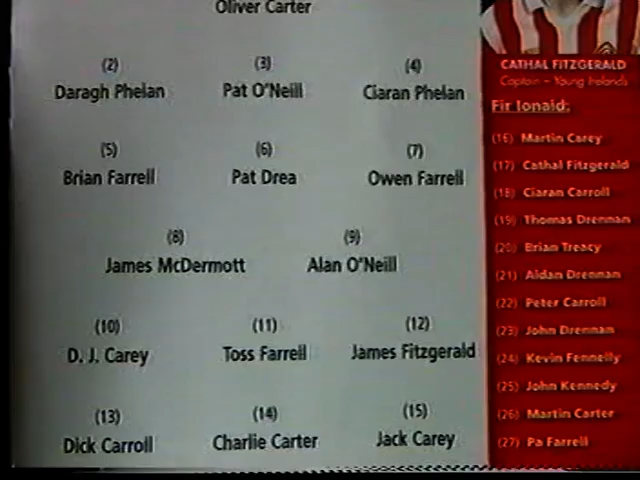 Oliver Carter
(2) (3) (4)
Daragh Phelan Pat O'Neill Ciaran Phelan
(5) (6) (7)
Brian Farrell Pat Drea Owen Farrell
(8) (9)
James McDermott Alan O'Neill
(10) (11) (12)
D. J. Carey Toss Farrell James Fitzgerald
(13) (14) (15)
Dick Carroll Charlie Carter Jack Carey
CATHAL FITZGERALD
Captain - Young Irelands
Fir Ionaid:
(16) Martin Carey
(17) Cathal Fitzgerald
(18) Ciaran Carroll
(19) Thomas Drennan
(20) Brian Treacy
(21) Aidan Drennan
(22) Peter Carroll
(23) John Drennan
(24) Kevin Fennelly
(25) John Kennedy
(26) Martin Carter
(27) Pa Farrell